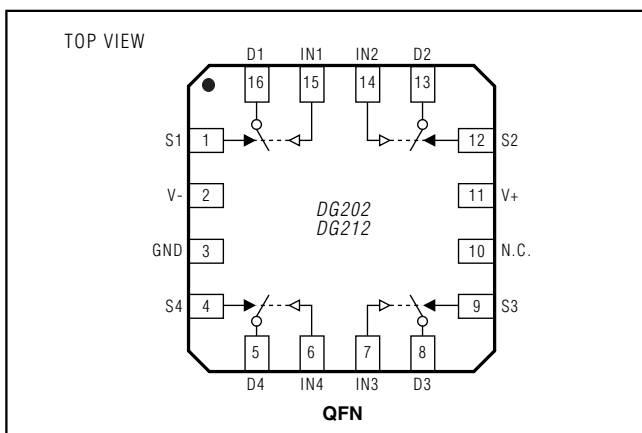 TOP VIEW
D1 IN1 IN2 D2
16 15 14 13
S1 1 12 S2
V- 2 11 V+
DG202
DG212
GND 3 10 N.C.
S4 4 9 S3
5 6 7 8
D4 IN4 IN3 D3
QFN